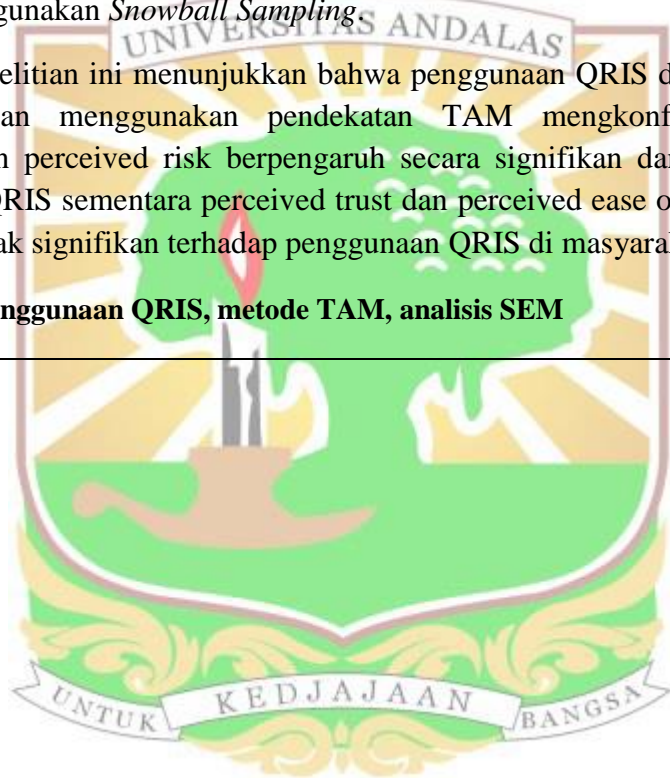 gunakan Snowball Sampling.
UNIVERSITAS ANDALAS
elitian ini menunjukkan bahwa penggunaan QRIS d
an menggunakan pendekatan TAM mengkonf
n perceived risk berpengaruh secara signifikan dar
QRIS sementara perceived trust dan perceived ease o
ak signifikan terhadap penggunaan QRIS di masyaral
nggunaan QRIS, metode TAM, analisis SEM
UNTUK KEDJAJAAN BANGSA